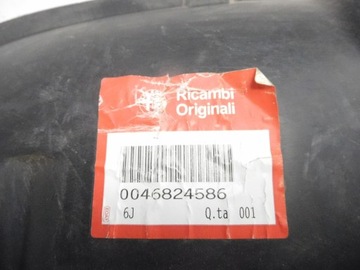 Ricambi
Originali
0046824586
6J Q.ta 001